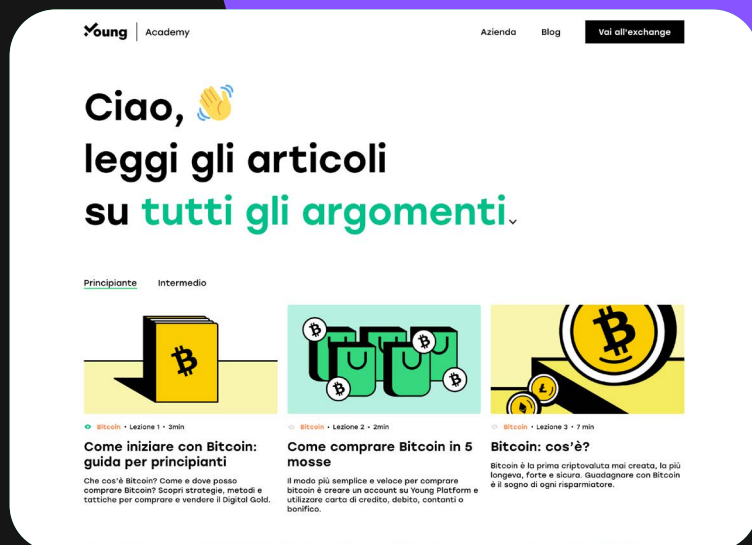 Young | Academy
Azienda
Blog
Vai all'exchange
Ciao, 👋
leggi gli articoli
su tutti gli argomenti.
Principiante
Intermedio
Bitcoin • Lezione 1 • 3min
Come iniziare con Bitcoin:
guida per principianti
Che cos'è Bitcoin? Come e dove posso
comprare Bitcoin? Scopri strategie, metodi e
tattiche per comprare e vendere il Digital Gold.
Bitcoin • Lezione 2 • 2min
Come comprare Bitcoin in 5
mosse
Il modo più semplice e veloce per comprare
bitcoin è creare un account su Young Platform e
utilizzare carta di credito, debito, contanti o
bonifico.
Bitcoin • Lezione 3 • 7 min
Bitcoin: cos'è?
Bitcoin è la prima criptovaluta mai creata, la più
longeva, forte e sicura. Guadagnare con Bitcoin
è il sogno di ogni risparmiatore.